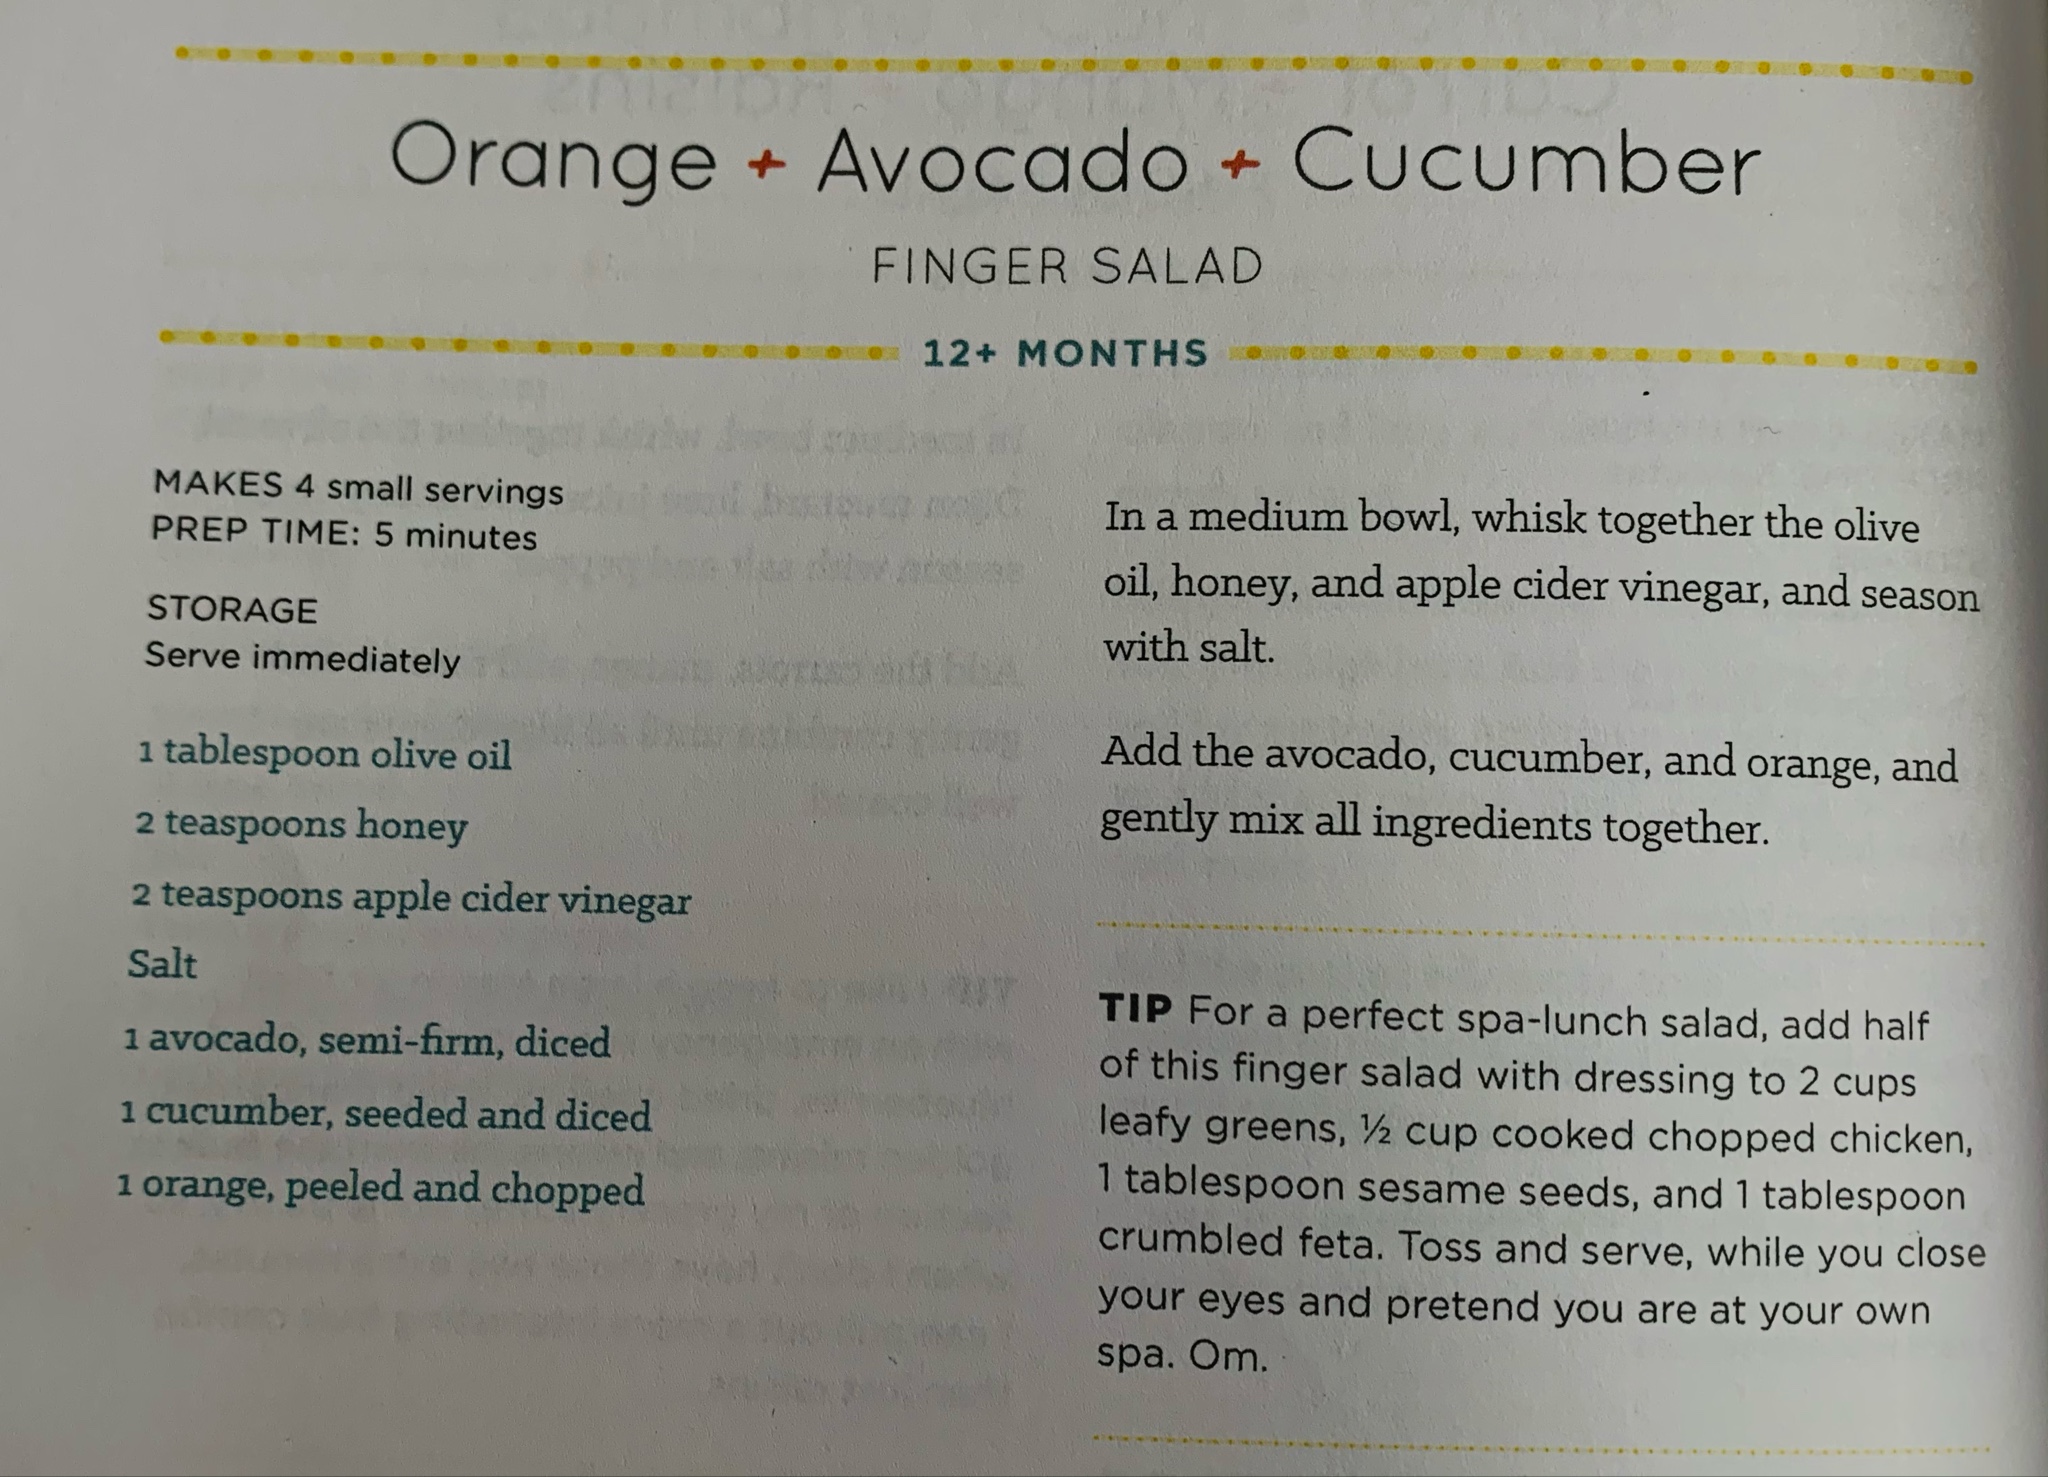 Orange + Avocado + Cucumber
FINGER SALAD
12+ MONTHS
MAKES 4 small servings
PREP TIME: 5 minutes
STORAGE
Serve immediately
1 tablespoon olive oil
2 teaspoons honey
2 teaspoons apple cider vinegar
Salt
1 avocado, semi-firm, diced
1 cucumber, seeded and diced
1 orange, peeled and chopped
In a medium bowl, whisk together the olive
oil, honey, and apple cider vinegar, and season
with salt.
Add the avocado, cucumber, and orange, and
gently mix all ingredients together.
TIP For a perfect spa-lunch salad, add half
of this finger salad with dressing to 2 cups
leafy greens, ½ cup cooked chopped chicken,
1 tablespoon sesame seeds, and 1 tablespoon
crumbled feta. Toss and serve, while you close
your eyes and pretend you are at your own
spa. Om.